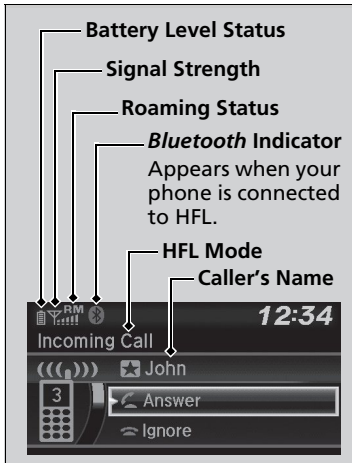 Battery Level Status
Signal Strength
Roaming Status
Bluetooth Indicator
Appears when your
phone is connected
to HFL.
HFL Mode
Caller's Name
RM
12:34
Incoming Call
John
3
Answer
Ignore